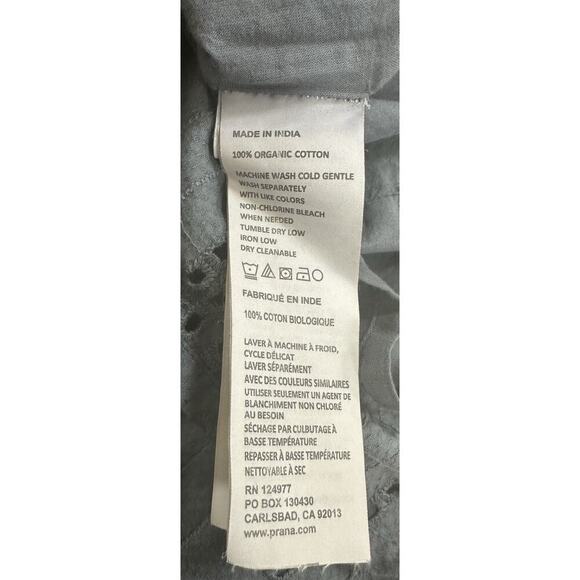 MADE IN INDIA
100% ORGANIC COTTON
MACHINE WASH COLD GENTLE
WASH SEPARATELY
WITH LIKE COLORS
NON-CHLORINE BLEACH
WHEN NEEDED
TUMBLE DRY LOW
IRON LOW
DRY CLEANABLE
FABRIQUÉ EN INDE
100% COTON BIOLOGIQUE
LAVER À MACHINE À FROID,
CYCLE DÉLICAT
LAVER SÉPARÉMENT
AVEC DES COULEURS SIMILAIRES
UTILISER SEULEMENT UN AGENT DE
BLANCHIMENT NON CHLORÉ
AU BESOIN
SÉCHAGE PAR CULBUTAGE À
BASSE TEMPÉRATURE
REPASSER À BASSE TEMPÉRATURE
NETTOYABLE À SEC
RN 124977
PO BOX 130430
CARLSBAD, CA 92013
www.prana.com